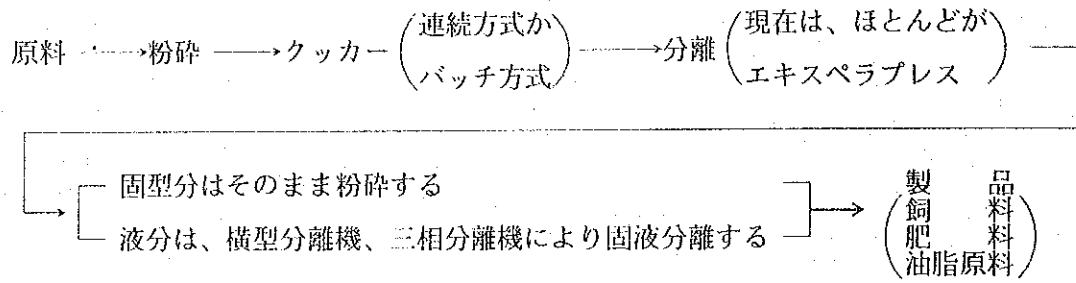 原料 → 粉砕 → クッカー(連続方式かバッチ方式) → 分離(現在は、ほとんどがエキスペラプレス)
固型分はそのまま粉砕する
液分は、横型分離機、三相分離機により固液分離する
製品
飼料
肥料
油脂原料